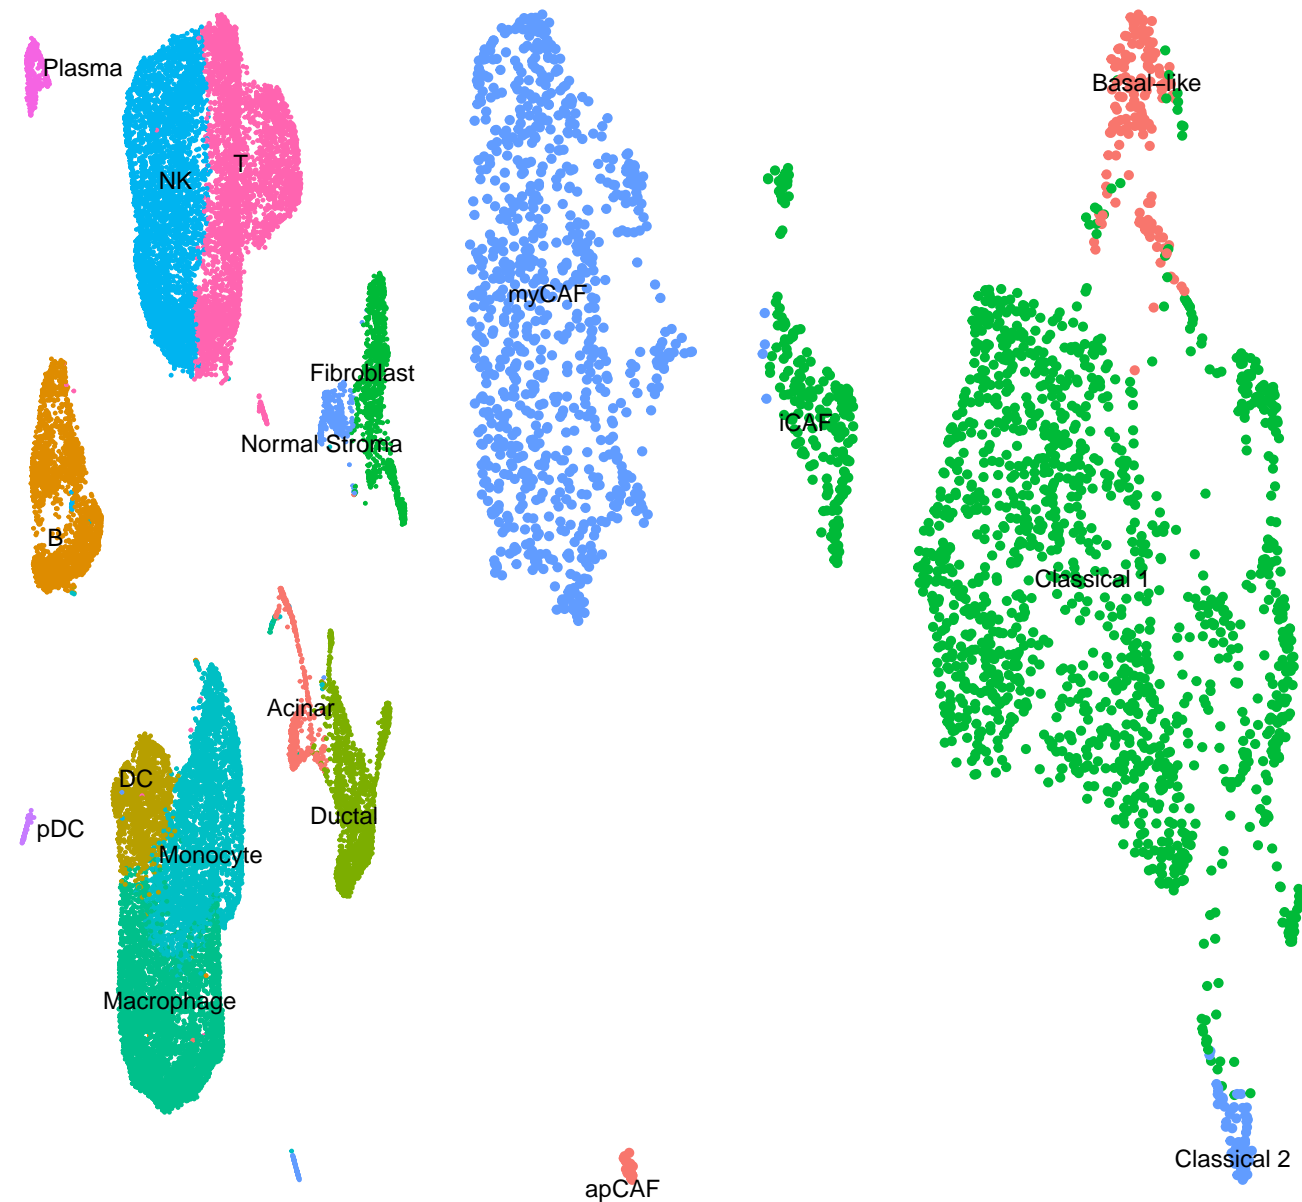 Plasma
Basal−like
T
NK
myCAF
Fibroblast
iCAF
Normal Stroma
B
Classical 1
Acinar
DC
Ductal
pDC
Monocyte
Macrophage
Classical 2
apCAF